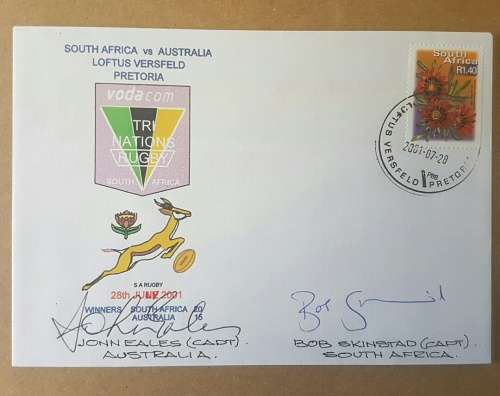 SOUTH AFRICA vs AUSTRALIA
LOFTUS VERSFELD
PRETORIA
vodacom
TRI
NATIONS
RUGBY
SOUTH AFRICA
S A RUGBY
28th 2001
WINNERS SOUTH AFRICA 20
AUSTRALIA 15
JOHN EALES (CAPT).
AUSTRALIA.
South
Africa
R1.40
LOFTUS VERSFELD
2001-07-28
PRETORIA
Bob
BOB SKINSTAD (CAPT).
SOUTH AFRICA.